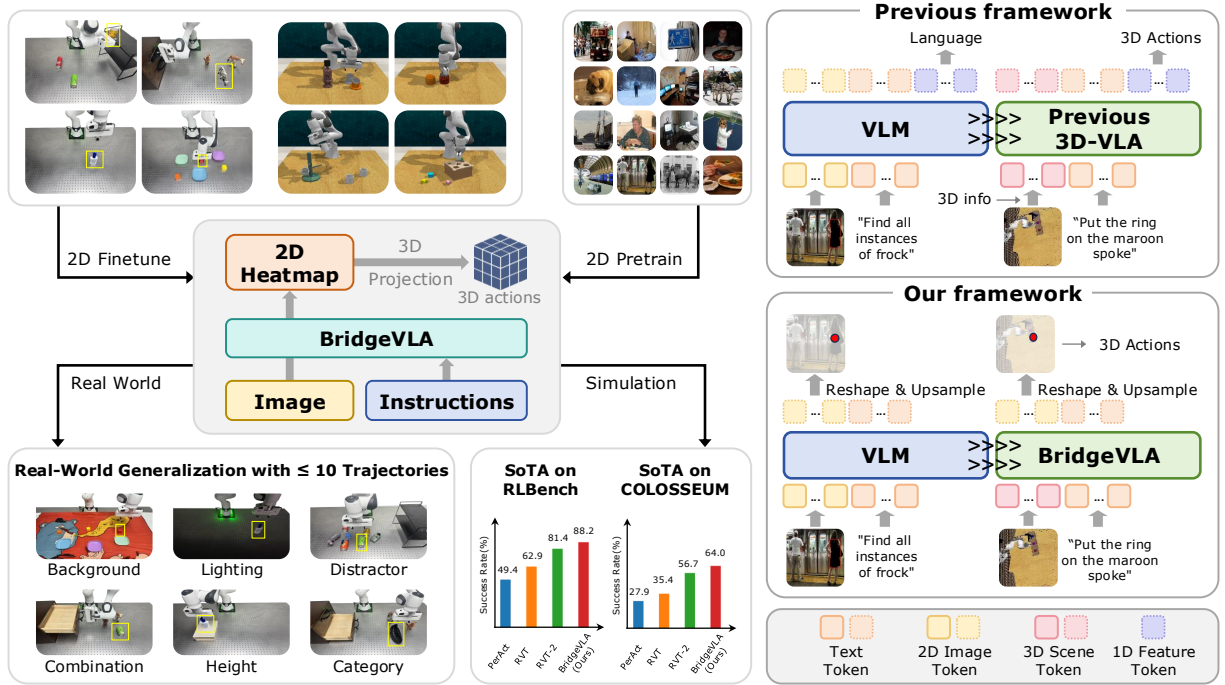 2D Finetune
2D Pretrain
2D
Heatmap
3D
Projection
3D actions
BridgeVLA
Image
Instructions
Real World
Simulation
Real-World Generalization with ≤ 10 Trajectories
Background
Lighting
Distractor
Combination
Height
Category
SoTA on
RLBench
Success Rate(%)
49.4
62.9
81.4
88.2
PerAct
RVT
RVT-2
BridgeVLA
(Ours)
SoTA on
COLOSSEUM
Success Rate(%)
27.9
35.4
56.7
64.0
PerAct
RVT
RVT-2
BridgeVLA
(Ours)
Previous framework
Language
3D Actions
... ... ... ...
VLM
>>>>
>>>>
Previous
3D-VLA
... ... ... ...
3D info
"Find all
instances
of frock"
“Put the ring
on the maroon
spoke"
Our framework
3D Actions
Reshape & Upsample
Reshape & Upsample
... ... ... ...
VLM
>>>>
>>>>
BridgeVLA
... ... ... ...
"Find all
instances
of frock"
“Put the ring
on the maroon
spoke"
Text
Token
2D Image
Token
3D Scene
Token
1D Feature
Token